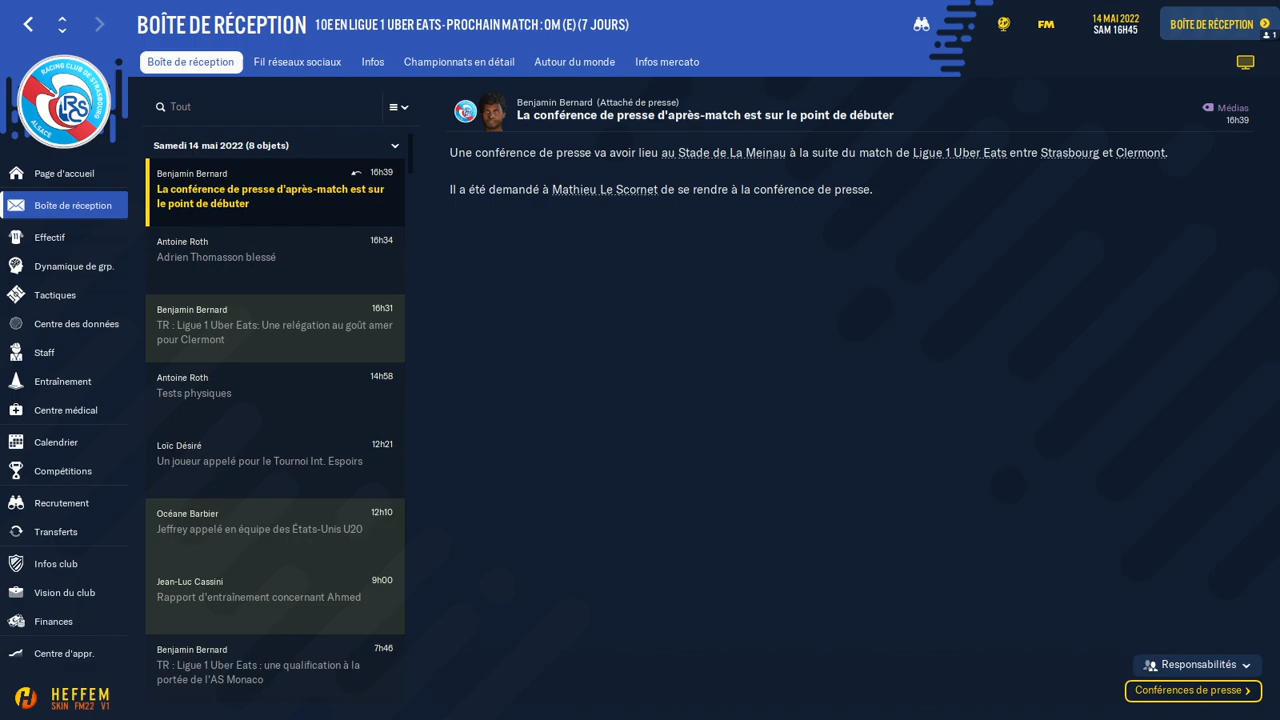 BOÎTE DE RÉCEPTION
10E EN LIGUE 1 UBER EATS - PROCHAIN MATCH : OM (E) (7 JOURS)
FM
14 MAI 2022
SAM 16H45
BOÎTE DE RÉCEPTION
1
Boîte de réception
Fil réseaux sociaux
Infos
Championnats en détail
Autour du monde
Infos mercato
RACING CLUB DE STRASBOURG
RCS
ALSACE
Page d'accueil
Boîte de réception
Effectif
Dynamique de grp.
Tactiques
Centre des données
Staff
Entraînement
Centre médical
Calendrier
Compétitions
Recrutement
Transferts
Infos club
Vision du club
Finances
Centre d'appr.
HEFFEM
SKIN FM22 V1
Tout
Samedi 14 mai 2022 (8 objets)
Benjamin Bernard 16h39
La conférence de presse d'après-match est sur
le point de débuter
Antoine Roth 16h34
Adrien Thomasson blessé
Benjamin Bernard 16h31
TR : Ligue 1 Uber Eats: Une relégation au goût amer
pour Clermont
Antoine Roth 14h58
Tests physiques
Loïc Désiré 12h21
Un joueur appelé pour le Tournoi Int. Espoirs
Océane Barbier 12h10
Jeffrey appelé en équipe des États-Unis U20
Jean-Luc Cassini 9h00
Rapport d'entraînement concernant Ahmed
Benjamin Bernard 7h46
TR : Ligue 1 Uber Eats : une qualification à la
portée de l'AS Monaco
Benjamin Bernard (Attaché de presse)
La conférence de presse d'après-match est sur le point de débuter
Médias
16h39
Une conférence de presse va avoir lieu au Stade de La Meinau à la suite du match de Ligue 1 Uber Eats entre Strasbourg et Clermont.
Il a été demandé à Mathieu Le Scornet de se rendre à la conférence de presse.
Responsabilités
Conférences de presse